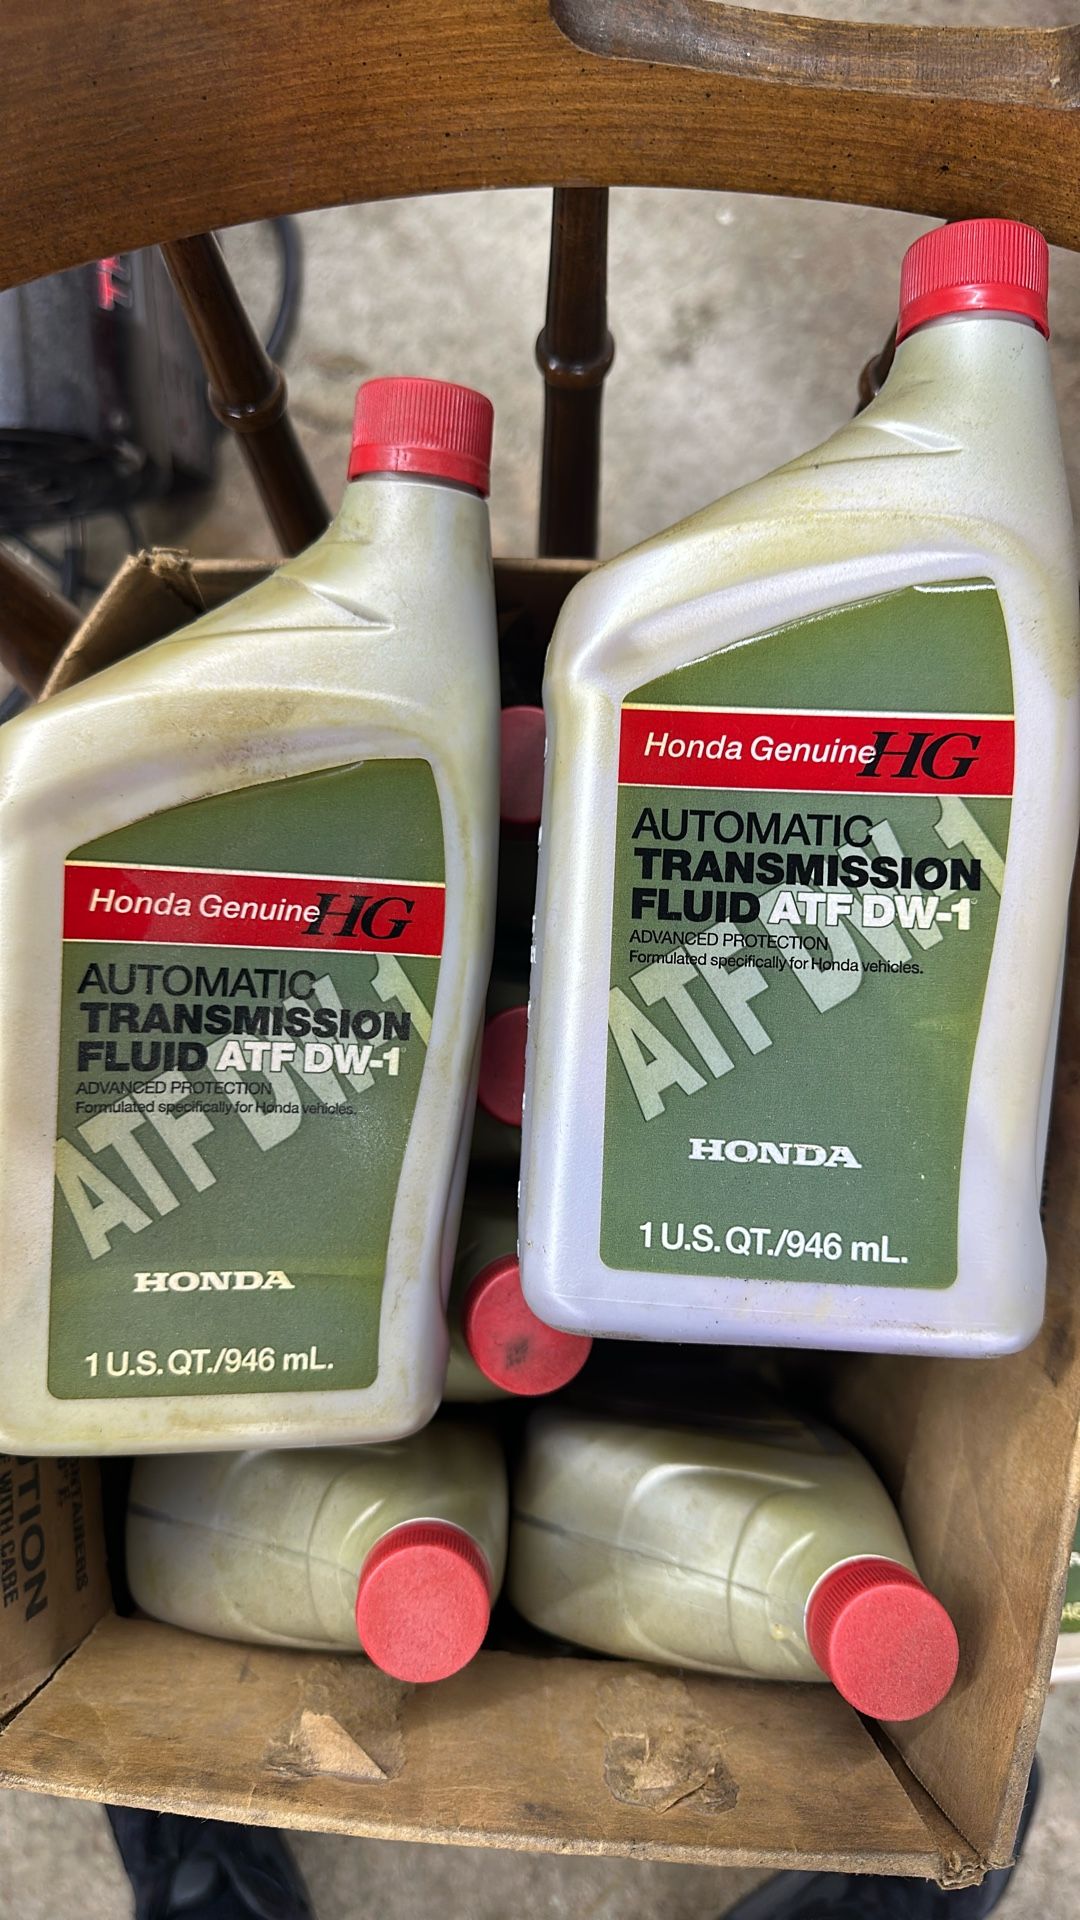 Honda Genuine HG
AUTOMATIC
TRANSMISSION
FLUID ATF DW-1
ADVANCED PROTECTION
Formulated specifically for Honda vehicles.
ATF DW-1
HONDA
1 U.S. QT./946 mL.
Honda Genuine HG
AUTOMATIC
TRANSMISSION
FLUID ATF DW-1
ADVANCED PROTECTION
Formulated specifically for Honda vehicles.
ATF DW-1
HONDA
1 U.S. QT./946 mL.
WITH CARE